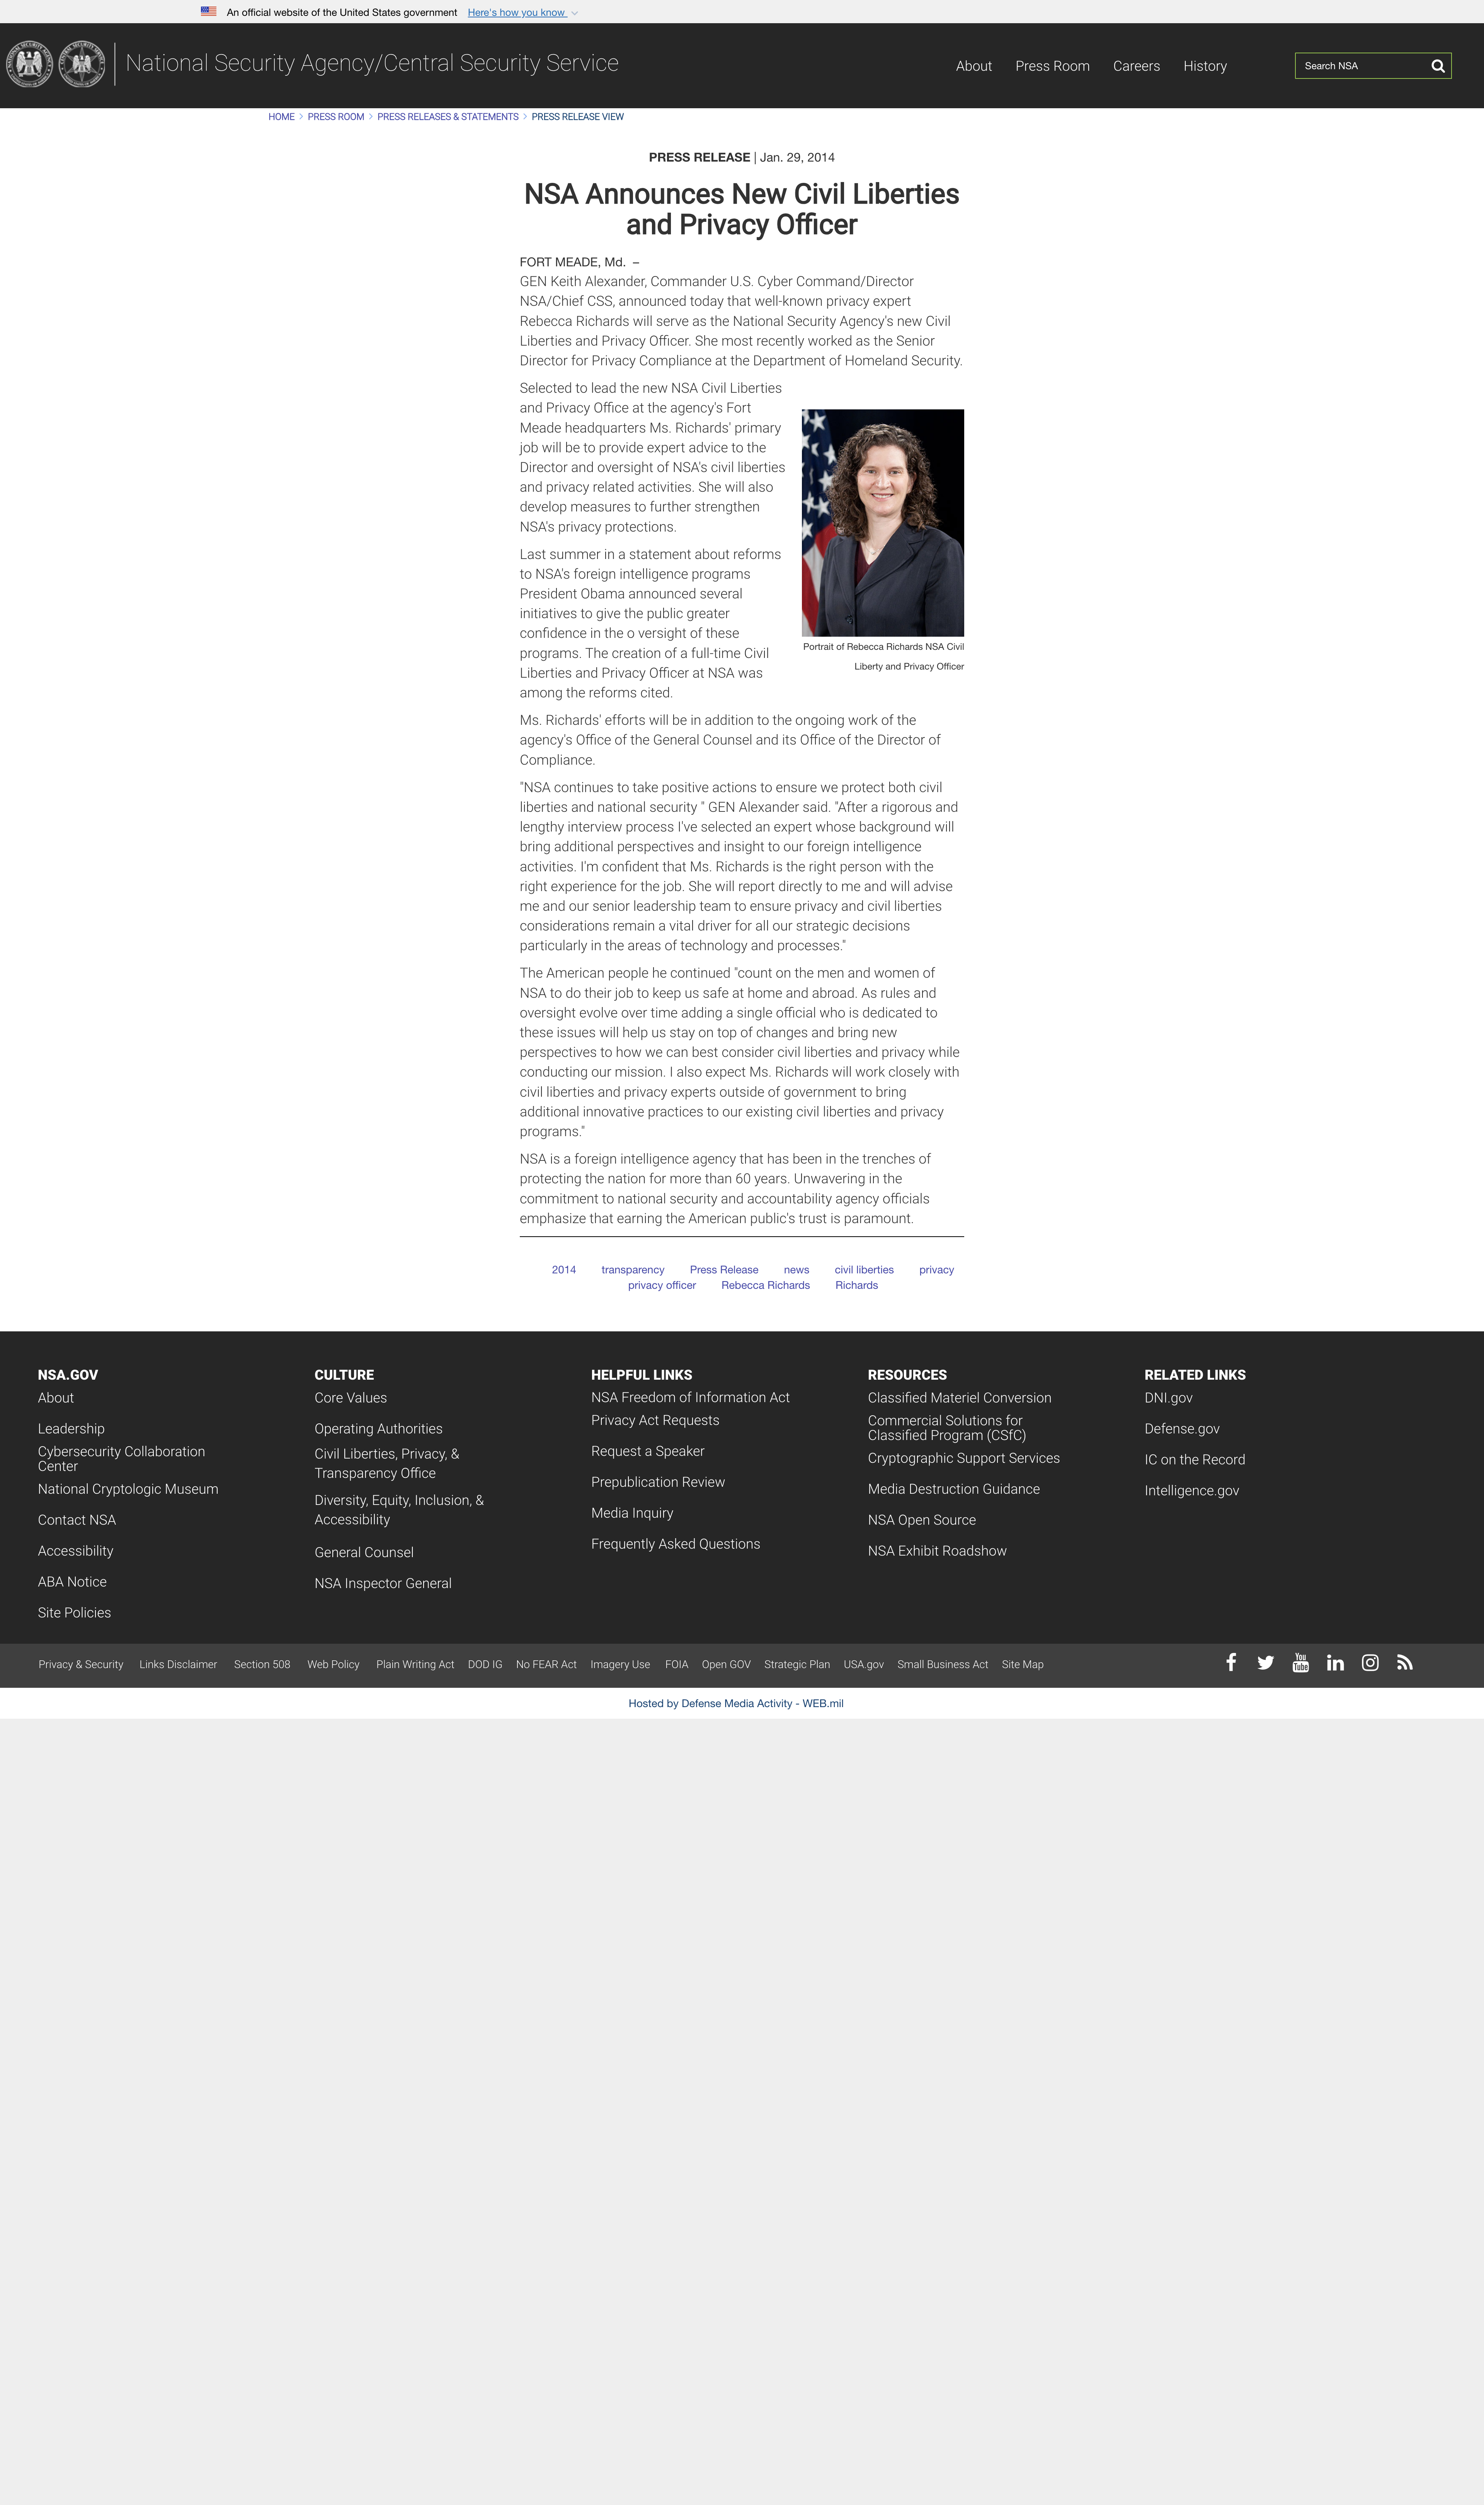 An official website of the United States government Here's how you know
National Security Agency/Central Security Service
About Press Room Careers History
Search NSA
HOME > PRESS ROOM > PRESS RELEASES & STATEMENTS > PRESS RELEASE VIEW
PRESS RELEASE | Jan. 29, 2014
NSA Announces New Civil Liberties
and Privacy Officer
FORT MEADE, Md. –
GEN Keith Alexander, Commander U.S. Cyber Command/Director
NSA/Chief CSS, announced today that well-known privacy expert
Rebecca Richards will serve as the National Security Agency's new Civil
Liberties and Privacy Officer. She most recently worked as the Senior
Director for Privacy Compliance at the Department of Homeland Security.
Selected to lead the new NSA Civil Liberties
and Privacy Office at the agency's Fort
Meade headquarters Ms. Richards' primary
job will be to provide expert advice to the
Director and oversight of NSA's civil liberties
and privacy related activities. She will also
develop measures to further strengthen
NSA's privacy protections.
Last summer in a statement about reforms
to NSA's foreign intelligence programs
President Obama announced several
initiatives to give the public greater
confidence in the o versight of these
programs. The creation of a full-time Civil
Liberties and Privacy Officer at NSA was
among the reforms cited.
Portrait of Rebecca Richards NSA Civil
Liberty and Privacy Officer
Ms. Richards' efforts will be in addition to the ongoing work of the
agency's Office of the General Counsel and its Office of the Director of
Compliance.
"NSA continues to take positive actions to ensure we protect both civil
liberties and national security " GEN Alexander said. "After a rigorous and
lengthy interview process I've selected an expert whose background will
bring additional perspectives and insight to our foreign intelligence
activities. I'm confident that Ms. Richards is the right person with the
right experience for the job. She will report directly to me and will advise
me and our senior leadership team to ensure privacy and civil liberties
considerations remain a vital driver for all our strategic decisions
particularly in the areas of technology and processes."
The American people he continued "count on the men and women of
NSA to do their job to keep us safe at home and abroad. As rules and
oversight evolve over time adding a single official who is dedicated to
these issues will help us stay on top of changes and bring new
perspectives to how we can best consider civil liberties and privacy while
conducting our mission. I also expect Ms. Richards will work closely with
civil liberties and privacy experts outside of government to bring
additional innovative practices to our existing civil liberties and privacy
programs."
NSA is a foreign intelligence agency that has been in the trenches of
protecting the nation for more than 60 years. Unwavering in the
commitment to national security and accountability agency officials
emphasize that earning the American public's trust is paramount.
2014 transparency Press Release news civil liberties privacy
privacy officer Rebecca Richards Richards
NSA.GOV
About
Leadership
Cybersecurity Collaboration
Center
National Cryptologic Museum
Contact NSA
Accessibility
ABA Notice
Site Policies
CULTURE
Core Values
Operating Authorities
Civil Liberties, Privacy, &
Transparency Office
Diversity, Equity, Inclusion, &
Accessibility
General Counsel
NSA Inspector General
HELPFUL LINKS
NSA Freedom of Information Act
Privacy Act Requests
Request a Speaker
Prepublication Review
Media Inquiry
Frequently Asked Questions
RESOURCES
Classified Materiel Conversion
Commercial Solutions for
Classified Program (CSfC)
Cryptographic Support Services
Media Destruction Guidance
NSA Open Source
NSA Exhibit Roadshow
RELATED LINKS
DNI.gov
Defense.gov
IC on the Record
Intelligence.gov
Privacy & Security Links Disclaimer Section 508 Web Policy Plain Writing Act DOD IG No FEAR Act Imagery Use FOIA Open GOV Strategic Plan USA.gov Small Business Act Site Map
You
Tube
Hosted by Defense Media Activity - WEB.mil